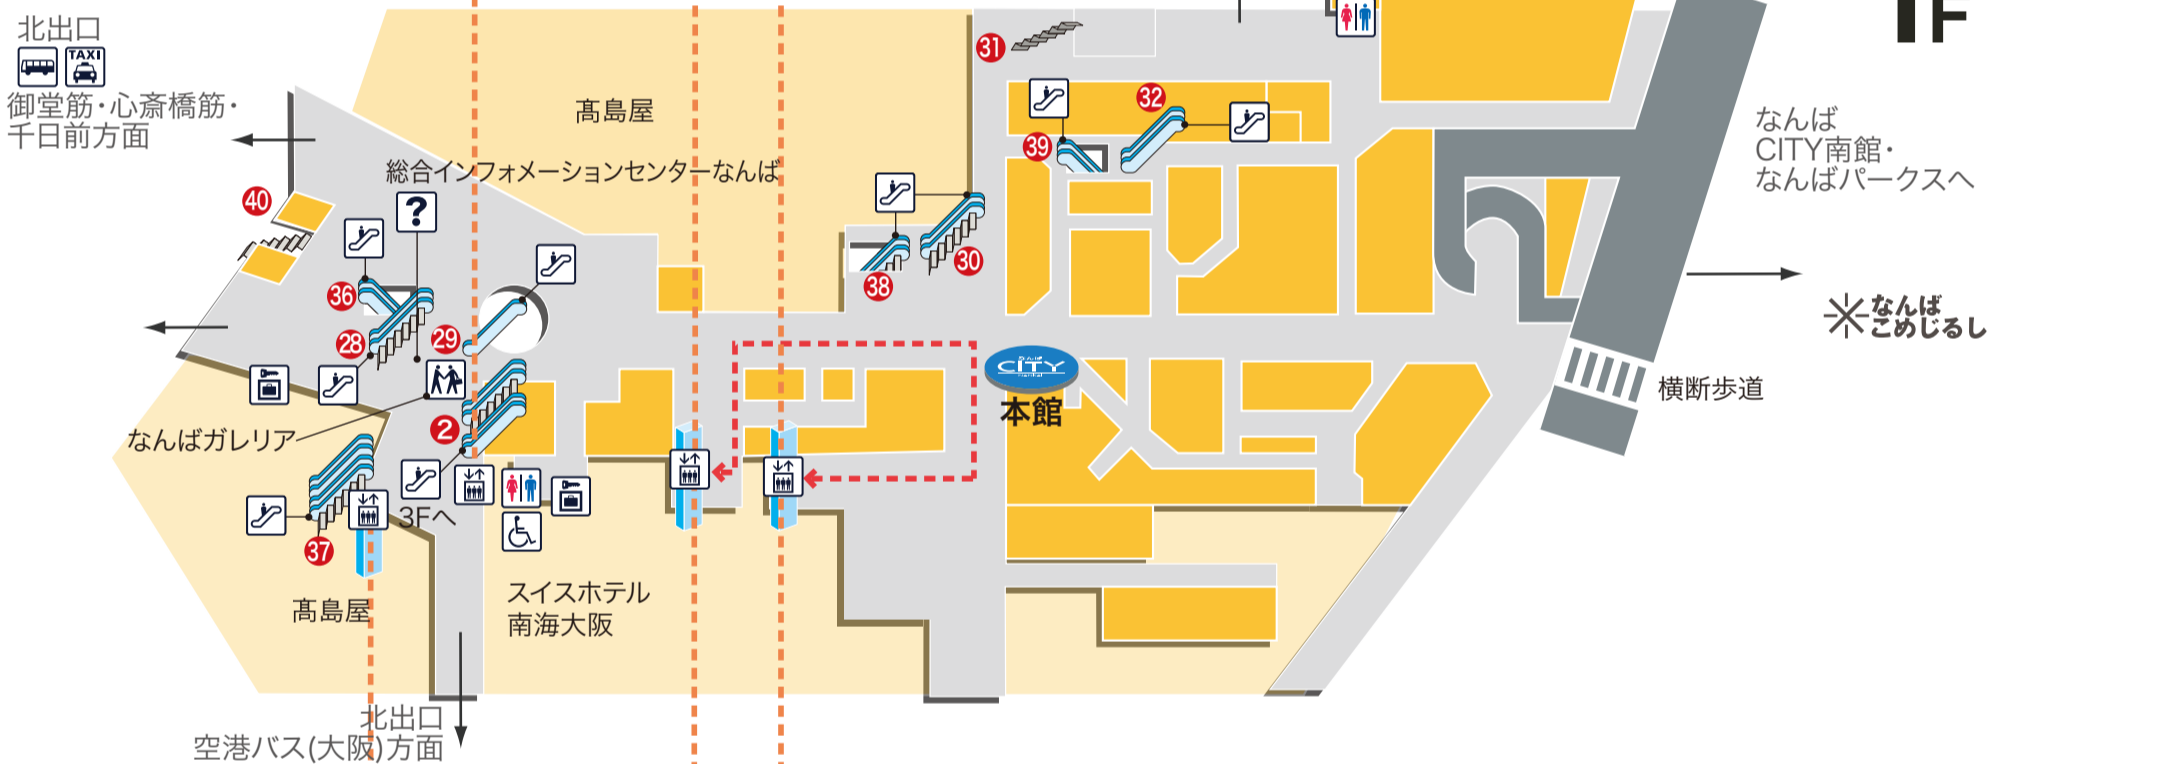 北出口
TAXI
御堂筋・心斎橋筋・
千日前方面
髙島屋
総合インフォメーションセンターなんば
?
40
36
28
29
2
37
なんばガレリア
3Fへ
髙島屋
スイスホテル
南海大阪
北出口
空港バス(大阪)方面
31
32
39
30
38
CITY
本館
なんば
CITY南館・
なんばパークスへ
なんば
こめじるし
横断歩道